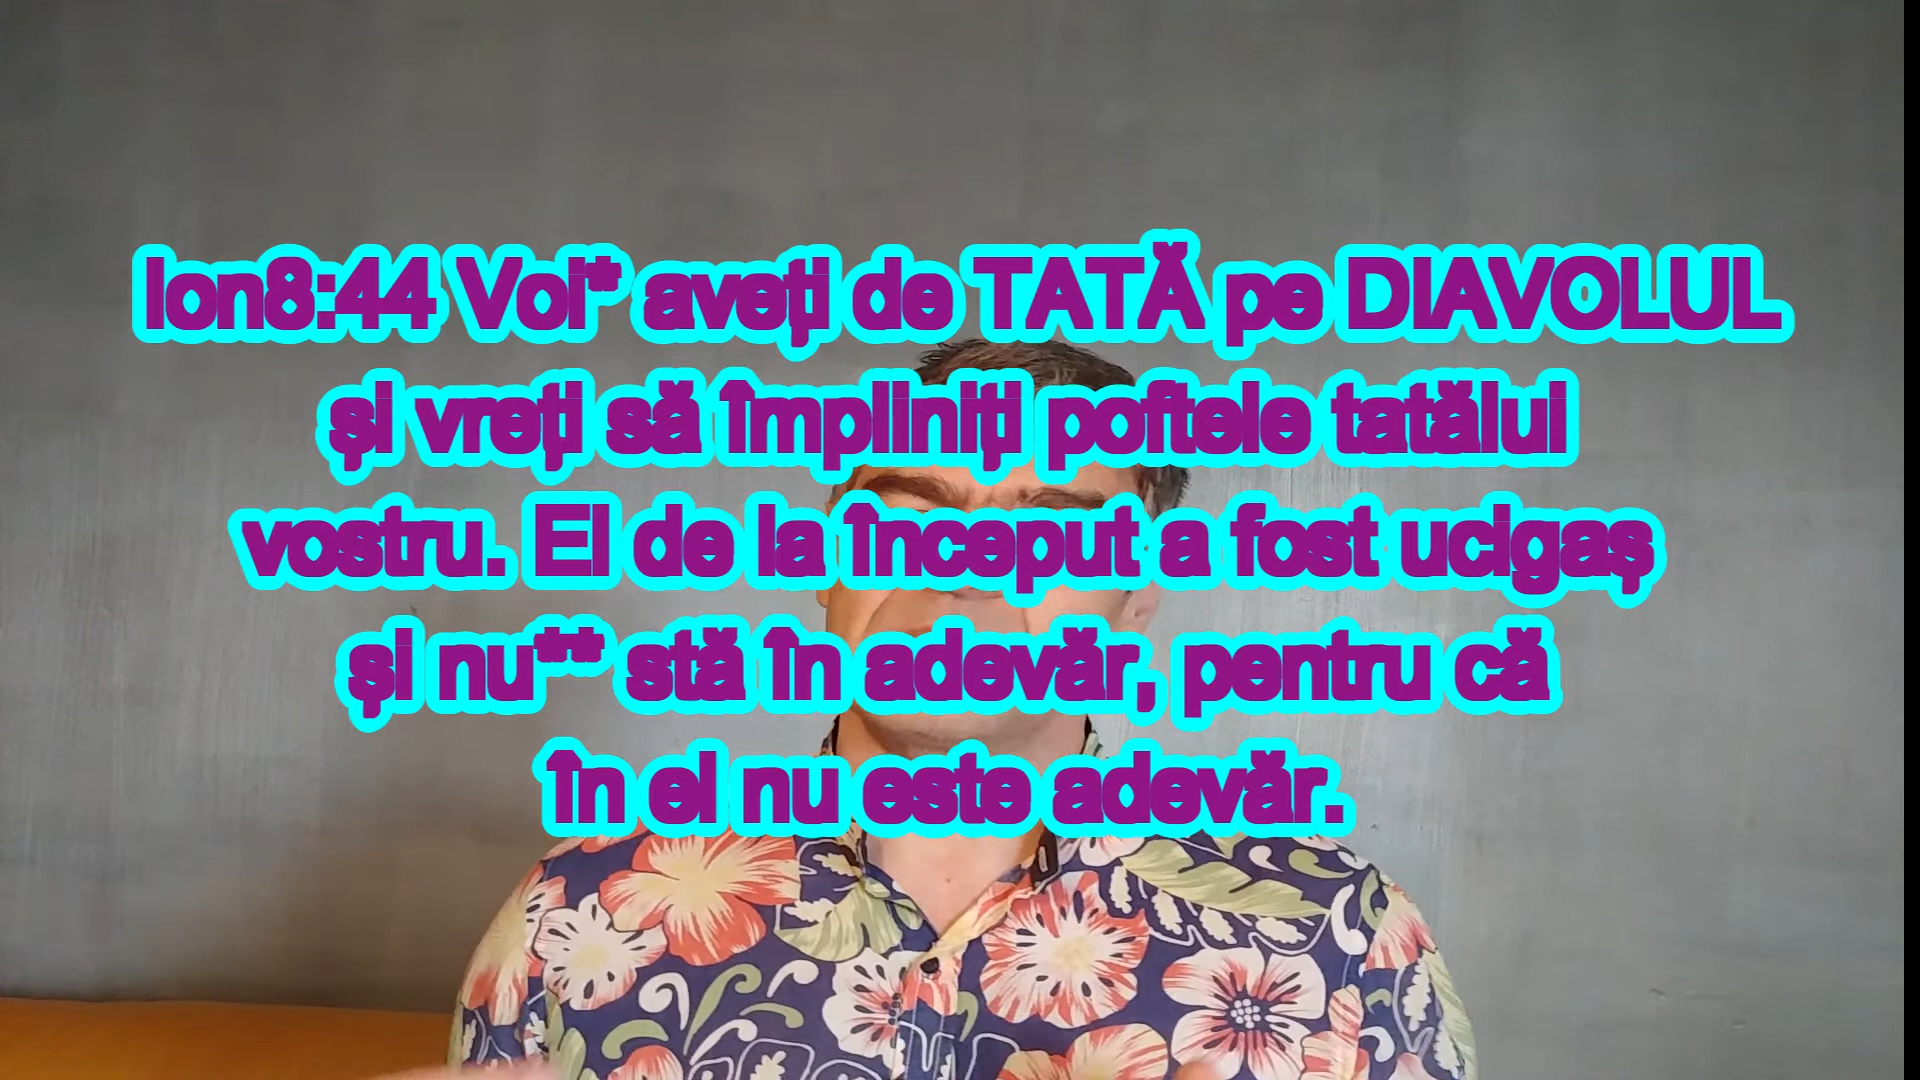 Ion8:44 Voi* aveți de TATĂ pe DIAVOLUL
și vreți să împliniți poftele tatălui
vostru. El de la început a fost ucigaș
și nu** stă în adevăr, pentru că
în el nu este adevăr.